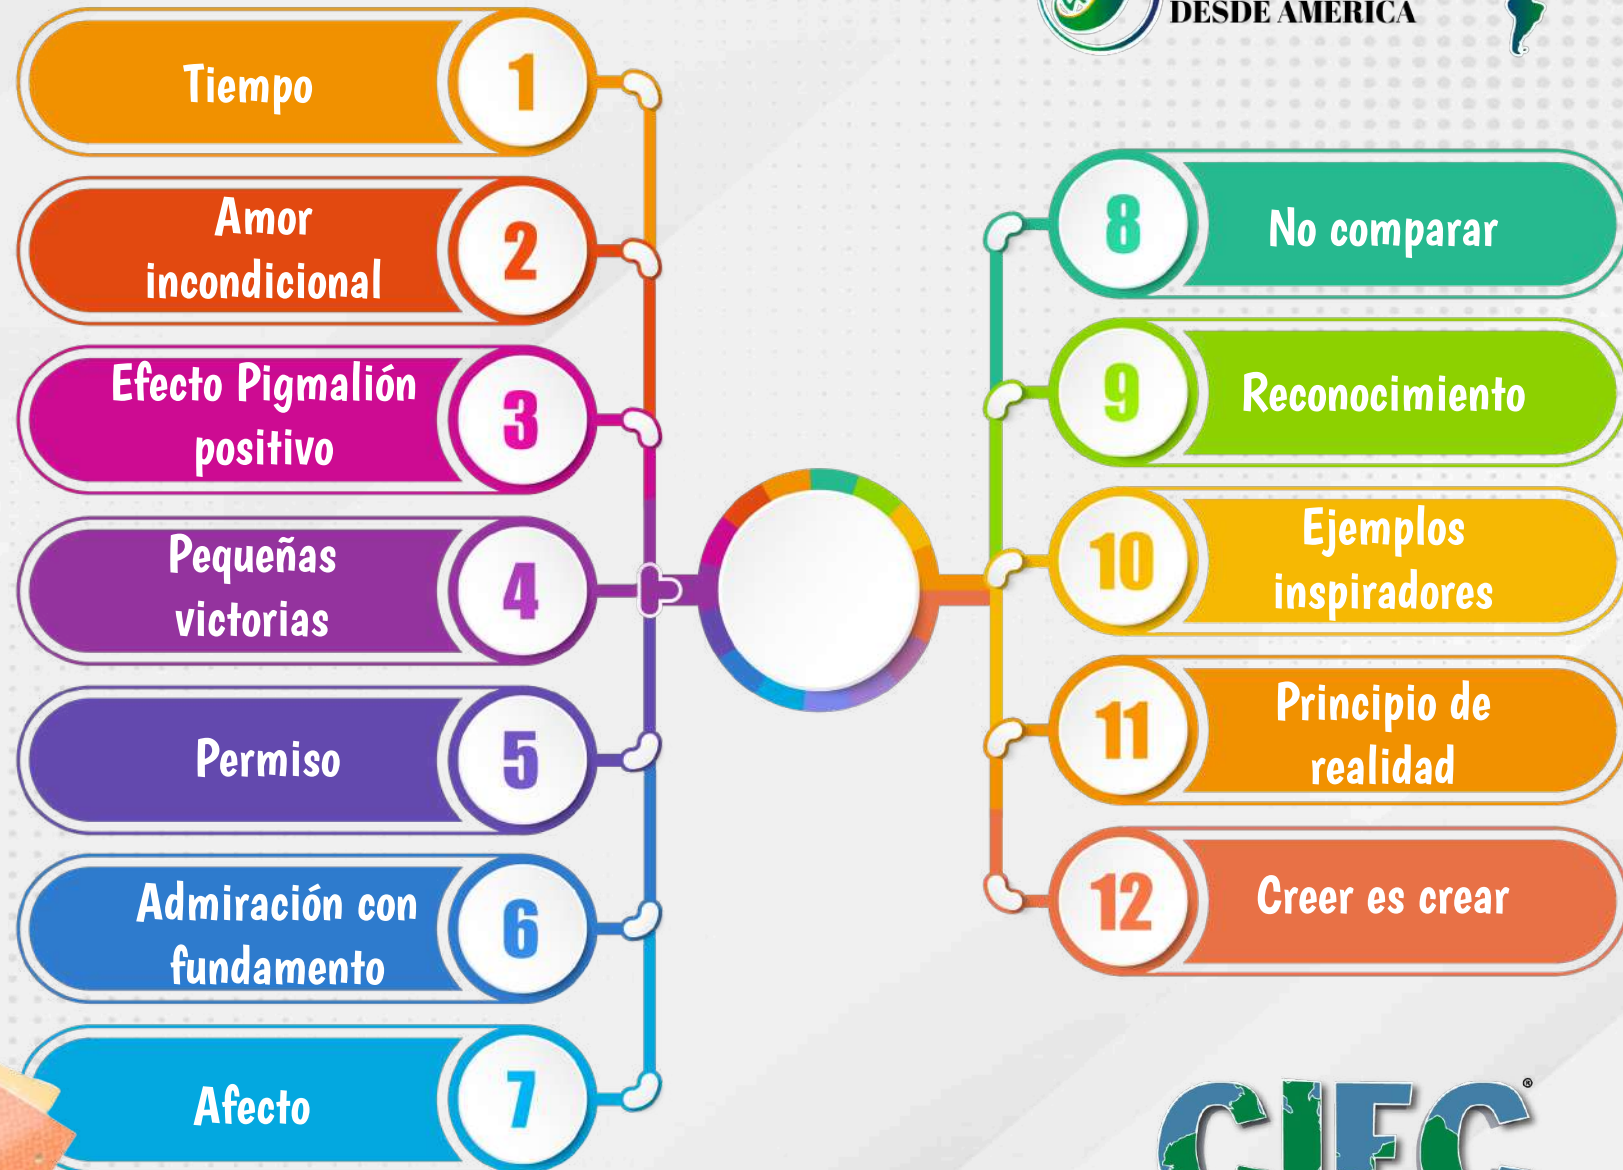 DESDE AMERICA
Tiempo
1
Amor
incondicional
2
Efecto Pigmalión
positivo
3
Pequeñas
victorias
4
Permiso
5
Admiración con
fundamento
6
Afecto
7
8
No comparar
9
Reconocimiento
10
Ejemplos
inspiradores
11
Principio de
realidad
12
Creer es crear
CIEC
®